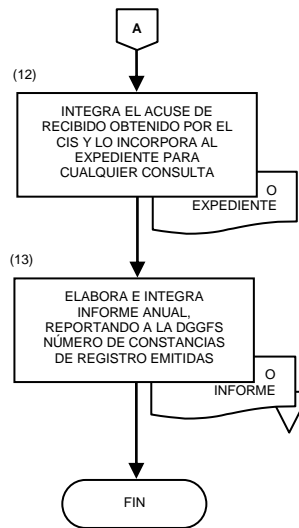 A
(12)
INTEGRA EL ACUSE DE
RECIBIDO OBTENIDO POR EL
CIS Y LO INCORPORA AL
EXPEDIENTE PARA
CUALQUIER CONSULTA
O
EXPEDIENTE
(13)
ELABORA E INTEGRA
INFORME ANUAL,
REPORTANDO A LA DGGFS
NÚMERO DE CONSTANCIAS
DE REGISTRO EMITIDAS
O
INFORME
FIN